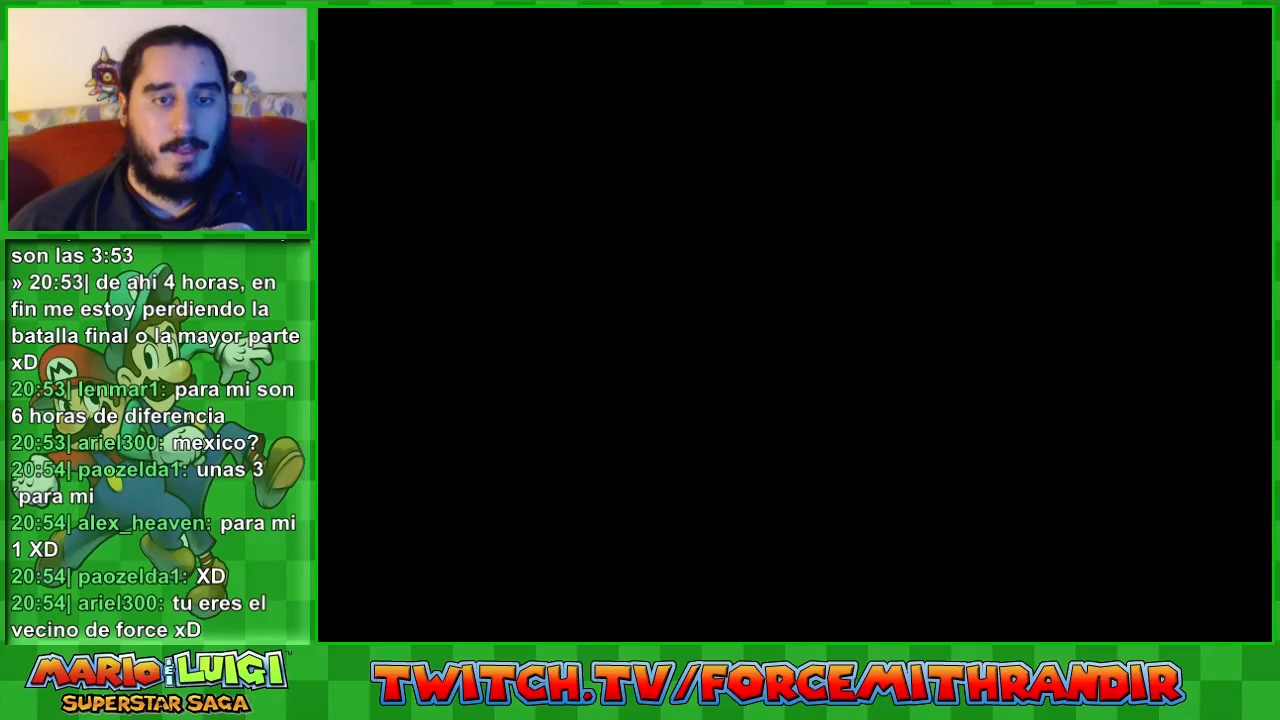 son las 3:53
» 20:53| de ahi 4 horas, en
fin me estoy perdiendo la
batalla final o la mayor parte
xD
20:53| lenmar1: para mi son
6 horas de diferencia
20:53| ariel300: mexico?
20:54| paozelda1: unas 3
para mi
20:54| alex_heaven: para mi
1 XD
20:54| paozelda1: XD
20:54| ariel300: tu eres el
vecino de force xD
MARIO & LUIGI™
SUPERSTAR SAGA
TWITCH.TV/FORCEMITHRANDIR